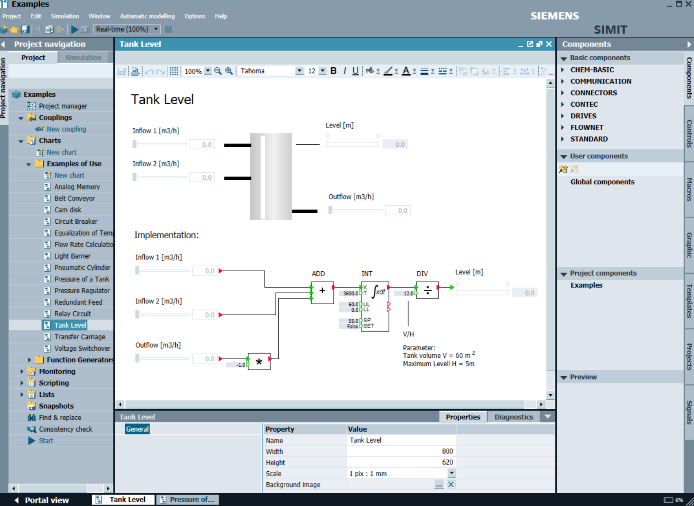 Examples
Project Edit Simulation Window Automatic modelling Options Help
SIEMENS
Real-time (100%)
SIMIT
Project navigation
Project Simulation
Project navigation
Examples
Project manager
Couplings
New coupling
Charts
New chart
Examples of Use
New chart
Analog Memory
Belt Conveyor
Cam disk
Circuit Breaker
Equalization of Temp
Flow Rate Calculatio
Light Barrier
Pneumatic Cylinder
Pressure of a Tank
Pressure Regulator
Redundant Feed
Relay Circuit
Tank Level
Transfer Carriage
Voltage Switchover
Function Generators
Monitoring
Scripting
Lists
Snapshots
Find & replace
Consistency check
Start
Tank Level
100% Tahoma 12 B I U A
Tank Level
Inflow 1 [m3/h]
0.0
Level [m]
0.0
Inflow 2 [m3/h]
0.0
Outflow [m3/h]
0.0
Implementation:
Inflow 1 [m3/h]
0.0
ADD INT DIV
Level [m]
0.0
+
X
T
3600.0
UL
60.0
LL
0.0
SP
55.0
SET
False
12.0
÷
Inflow 2 [m3/h]
0.0
V/H
Outflow [m3/h]
0.0
-1.0
*
Parameter:
Tank volume V = 60 m 2
Maximum Level H = 5m
Tank Level
Properties Diagnostics
General
Property Value
Name Tank Level
Width 800
Height 620
Scale 1 pix : 1 mm
Background image
Components
Basic components
CHEM-BASIC
COMMUNICATION
CONNECTORS
CONTEC
DRIVES
FLOWNET
STANDARD
User components
Global components
Project components
Examples
Preview
Components
Controls
Macros
Graphic
Templates
Projects
Signals
Portal view
Tank Level
Pressure of...
6%